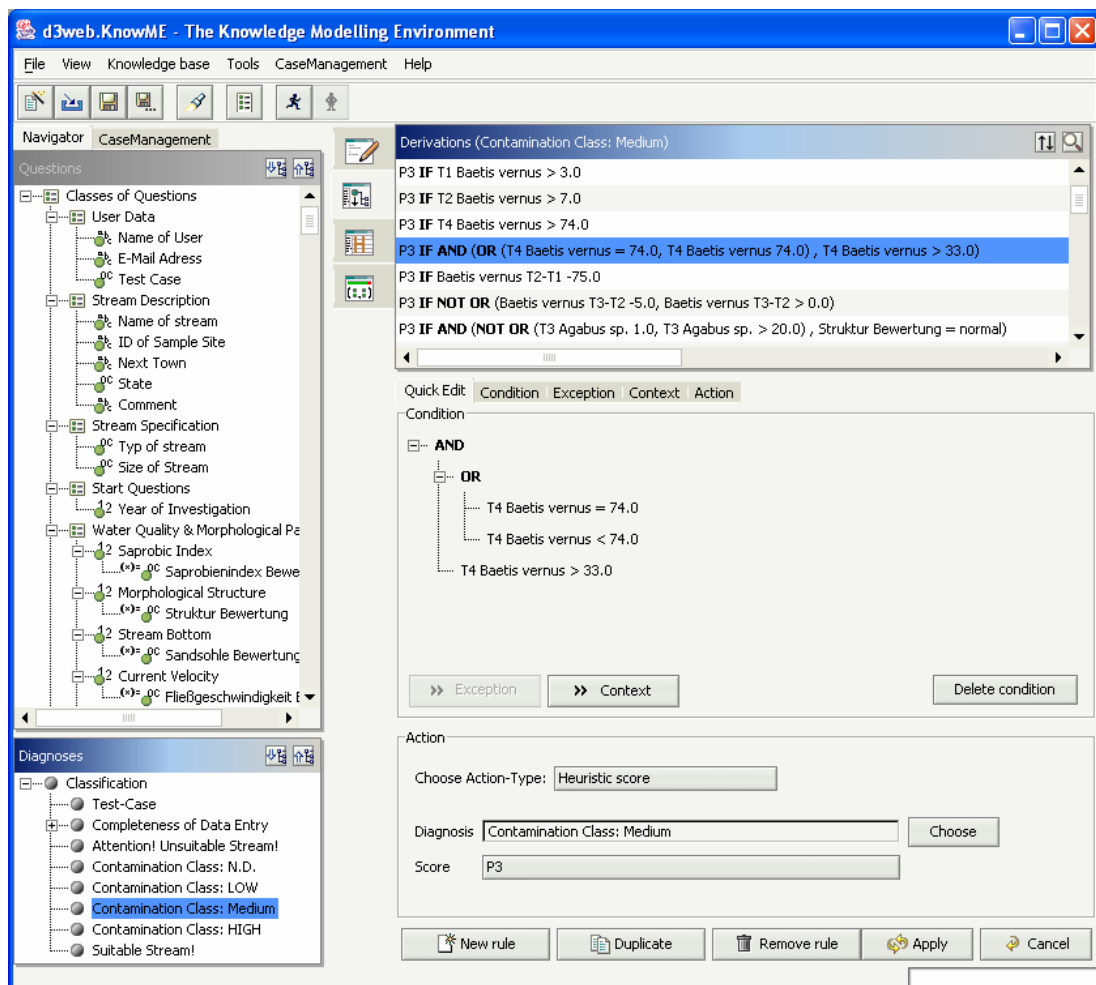 d3web.KnowME - The Knowledge Modelling Environment
File View Knowledge base Tools CaseManagement Help
Navigator CaseManagement
Questions
Classes of Questions
User Data
Name of User
E-Mail Adress
Test Case
Stream Description
Name of stream
ID of Sample Site
Next Town
State
Comment
Stream Specification
Typ of stream
Size of Stream
Start Questions
Year of Investigation
Water Quality & Morphological Pa
Saprobic Index
Saprobienindex Bewe
Morphological Structure
Struktur Bewertung
Stream Bottom
Sandsohle Bewertung
Current Velocity
Fließgeschwindigkeit
Diagnoses
Classification
Test-Case
Completeness of Data Entry
Attention! Unsuitable Stream!
Contamination Class: N.D.
Contamination Class: LOW
Contamination Class: Medium
Contamination Class: HIGH
Suitable Stream!
Derivations (Contamination Class: Medium)
P3 IF T1 Baetis vernus > 3.0
P3 IF T2 Baetis vernus > 7.0
P3 IF T4 Baetis vernus > 74.0
P3 IF AND (OR (T4 Baetis vernus = 74.0, T4 Baetis vernus 74.0) , T4 Baetis vernus > 33.0)
P3 IF Baetis vernus T2-T1 -75.0
P3 IF NOT OR (Baetis vernus T3-T2 -5.0, Baetis vernus T3-T2 > 0.0)
P3 IF AND (NOT OR (T3 Agabus sp. 1.0, T3 Agabus sp. > 20.0) , Struktur Bewertung = normal)
Quick Edit Condition Exception Context Action
Condition
AND
OR
T4 Baetis vernus = 74.0
T4 Baetis vernus < 74.0
T4 Baetis vernus > 33.0
>> Exception >> Context Delete condition
Action
Choose Action-Type: Heuristic score
Diagnosis Contamination Class: Medium Choose
Score P3
New rule Duplicate Remove rule Apply Cancel